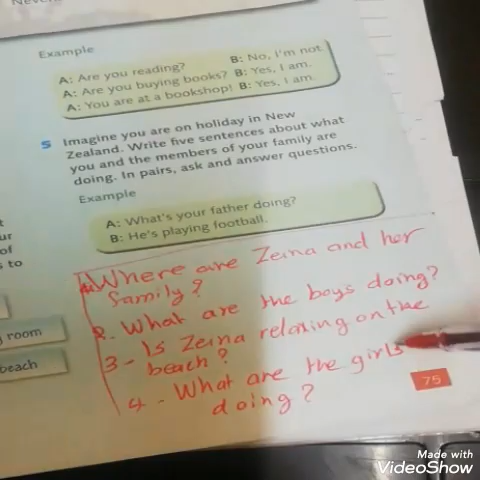 Example
A: Are you reading? B: No, I'm not.
A: Are you buying books? B: Yes, I am.
A: You are at a bookshop! B: Yes, I am.
5 Imagine you are on holiday in New
Zealand. Write five sentences about what
you and the members of your family are
doing. In pairs, ask and answer questions.
Example
A: What's your father doing?
B: He's playing football.
Where are Zeina and her
family?
2. What are the boys doing?
3 - Is Zeina relaxing on the
beach?
4 - What are the girls
doing?
of
to
room
beach
75
Made with
VideoShow